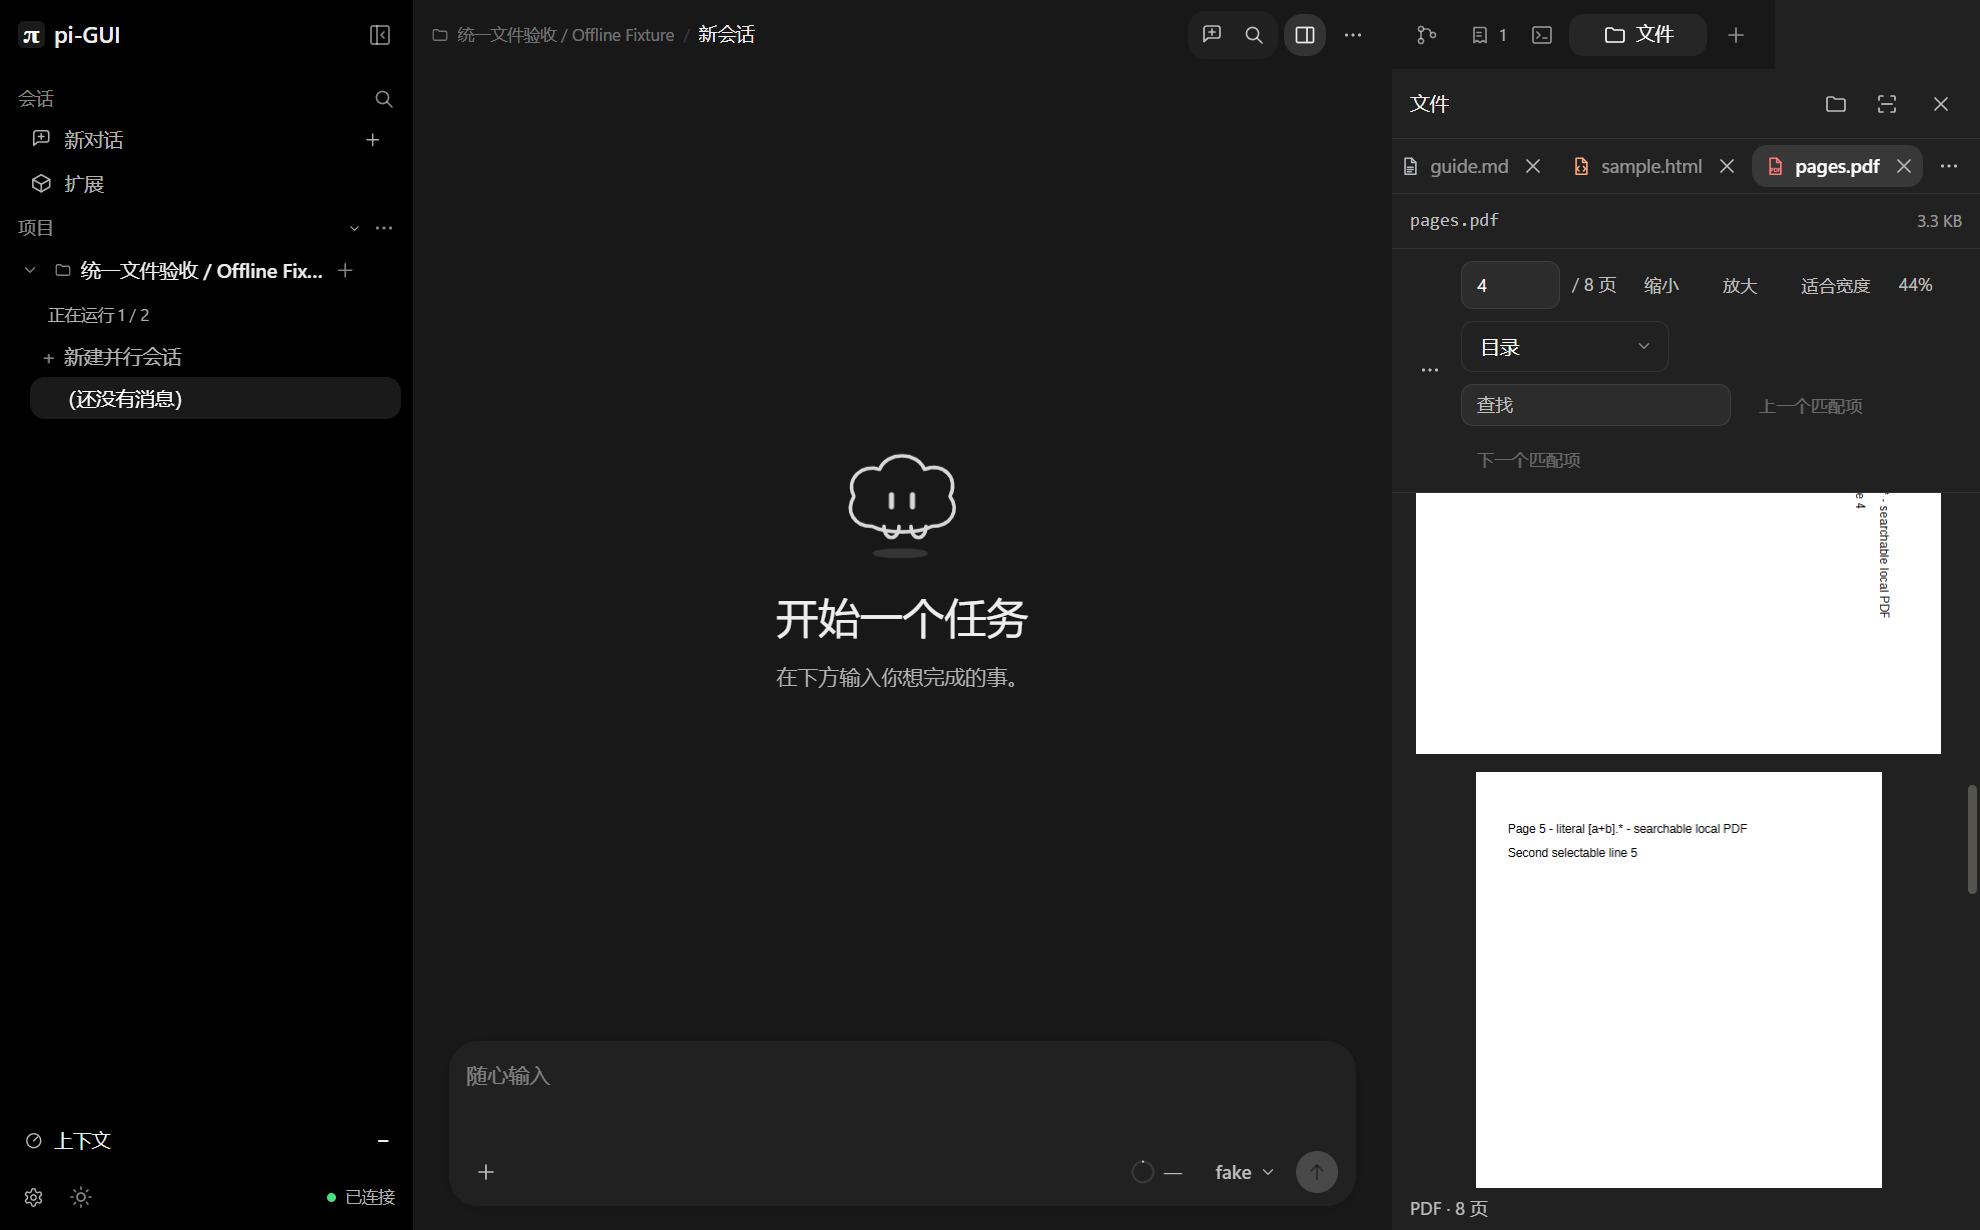 π pi-GUI
会话
新对话
扩展
项目
统一文件验收 / Offline Fix...
正在运行 1 / 2
+ 新建并行会话
(还没有消息)
上下文
已连接
统一文件验收 / Offline Fixture / 新会话
开始一个任务
在下方输入你想完成的事。
随心输入
fake
1
文件
文件
guide.md
sample.html
pages.pdf
pages.pdf
3.3 KB
4 / 8 页 缩小 放大 适合宽度 44%
目录
查找
上一个匹配项
下一个匹配项
* - searchable local PDF
e 4
Page 5 - literal [a+b].* - searchable local PDF
Second selectable line 5
PDF · 8 页